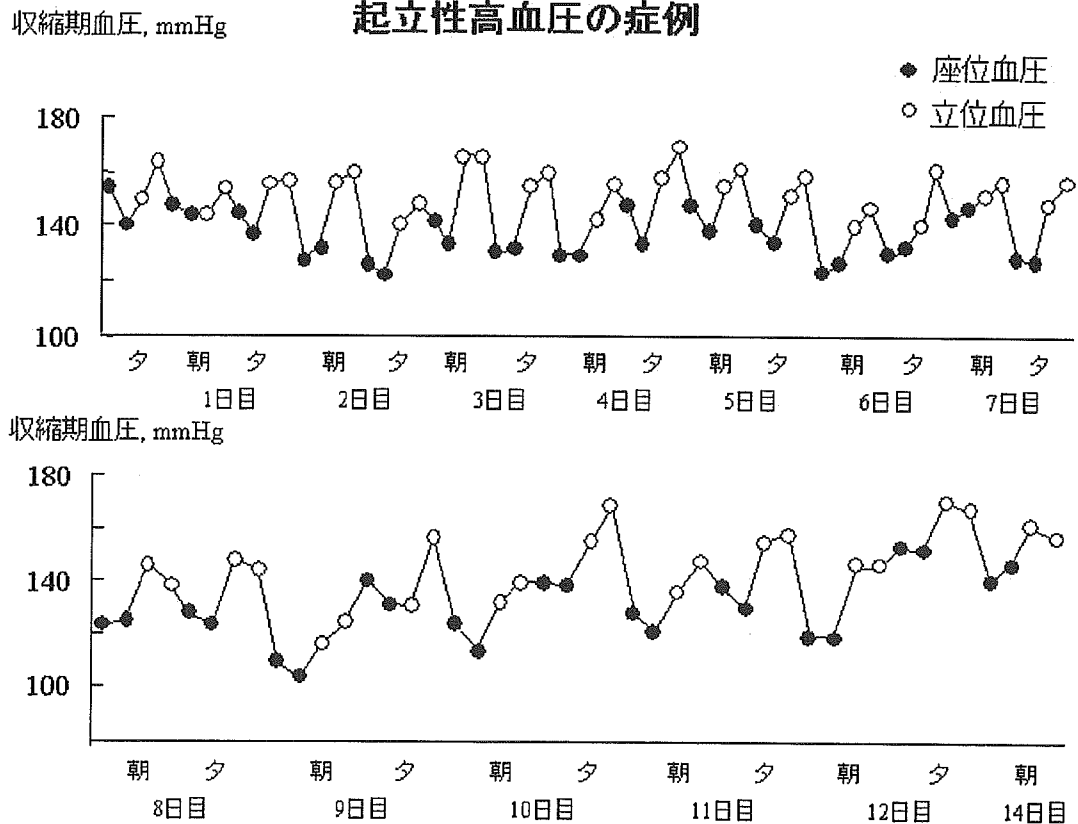 起立性高血圧の症例
収縮期血圧, mmHg
● 座位血圧
○ 立位血圧
180
140
100
夕 朝 夕 朝 夕 朝 夕 朝 夕 朝 夕 朝 夕 朝 夕
1日目 2日目 3日目 4日目 5日目 6日目 7日目
収縮期血圧, mmHg
180
140
100
朝 夕 朝 夕 朝 夕 朝 夕 朝 夕 朝
8日目 9日目 10日目 11日目 12日目 14日目